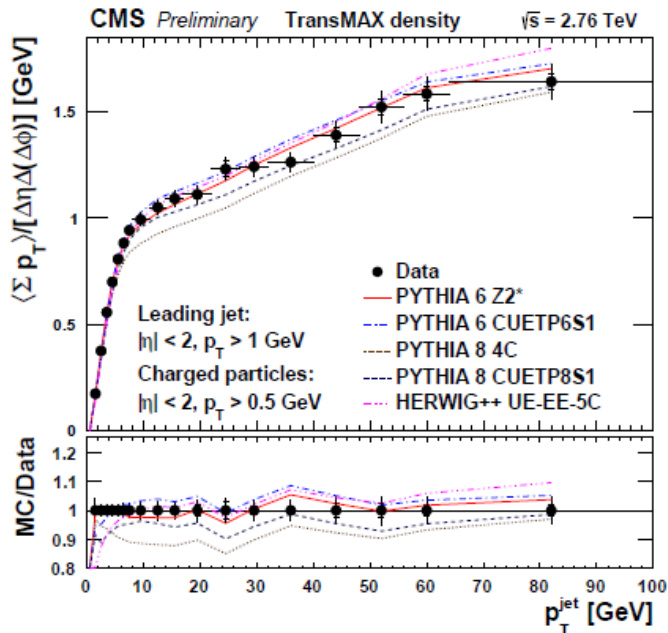 CMS Preliminary TransMAX density √s = 2.76 TeV
⟨Σ p_T⟩/[ΔηΔ(Δϕ)] [GeV]
1.5
1
0.5
0
Data
PYTHIA 6 Z2*
PYTHIA 6 CUETP6S1
PYTHIA 8 4C
PYTHIA 8 CUETP8S1
HERWIG++ UE-EE-5C
Leading jet:
|η| < 2, p_T > 1 GeV
Charged particles:
|η| < 2, p_T > 0.5 GeV
MC/Data
1.2
1.1
1
0.9
0.8
0 10 20 30 40 50 60 70 80 90 100
p_T^jet [GeV]